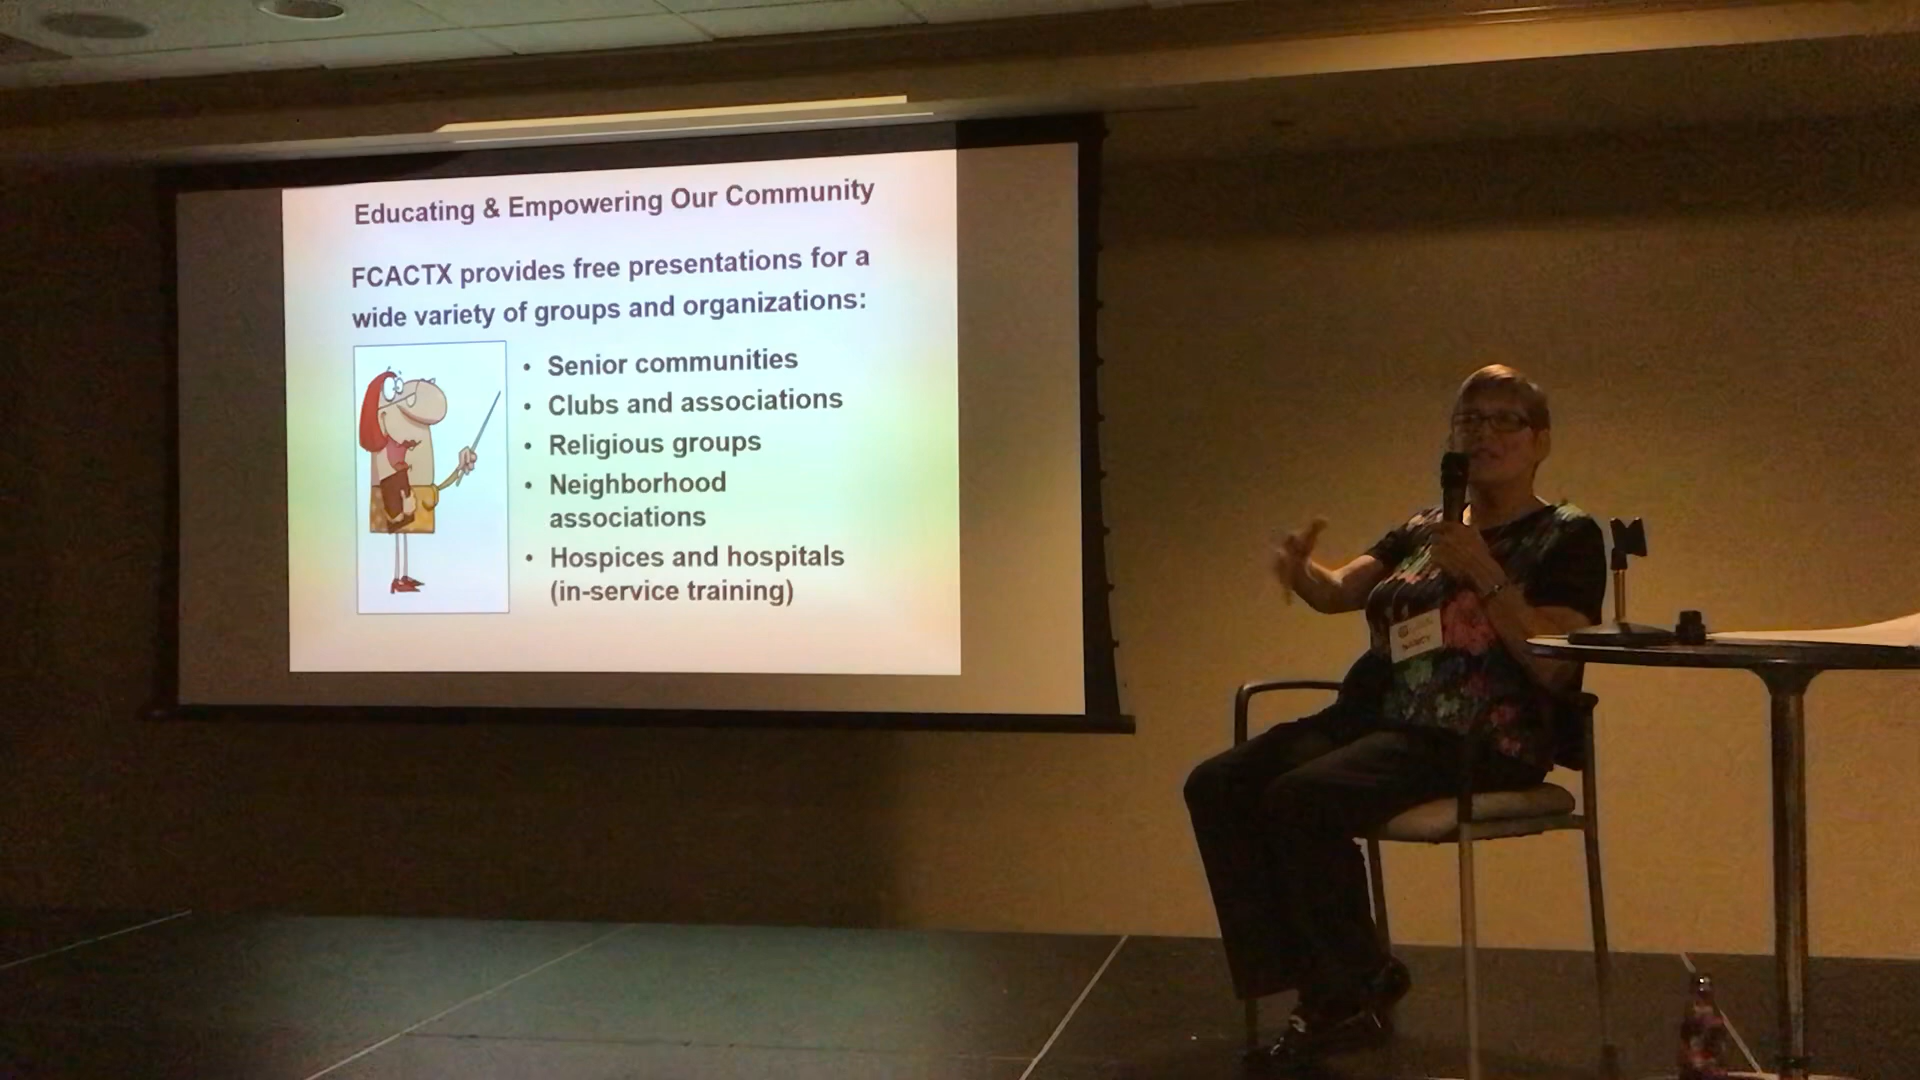 Educating & Empowering Our Community
FCACTX provides free presentations for a
wide variety of groups and organizations:
• Senior communities
• Clubs and associations
• Religious groups
• Neighborhood
associations
• Hospices and hospitals
(in-service training)
NANCY